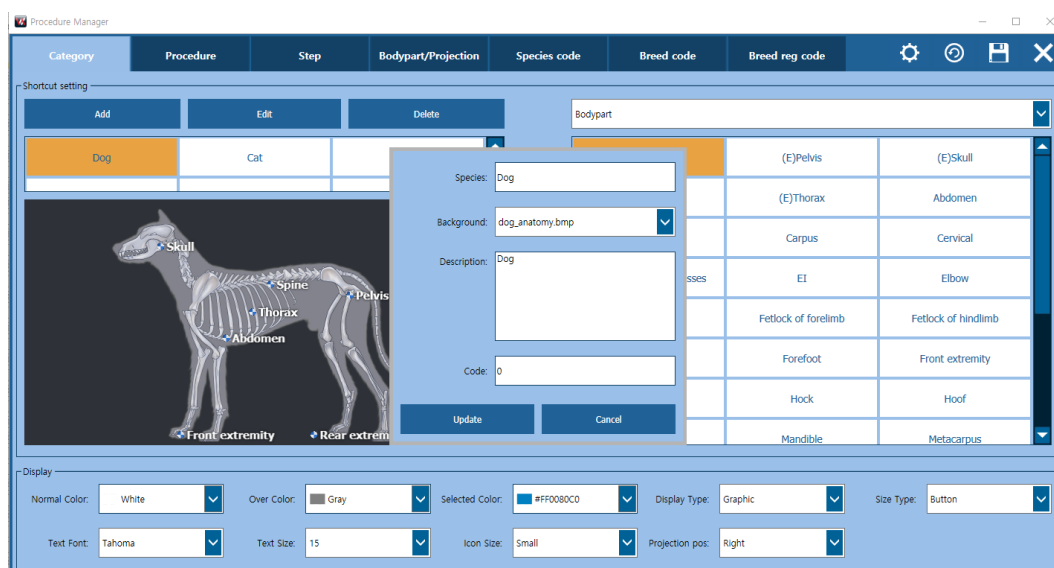 Procedure Manager
Category Procedure Step Bodypart/Projection Species code Breed code Breed reg code
Shortcut setting
Add Edit Delete Bodypart
Dog Cat (E)Pelvis (E)Skull
Species: Dog
(E)Thorax Abdomen
Background: dog_anatomy.bmp
Carpus Cervical
Skull
Description: Dog
sses EI Elbow
Spine
Pelvis
Thorax
Fetlock of forelimb Fetlock of hindlimb
Abdomen
Forefoot Front extremity
Code: 0
Hock Hoof
Update Cancel
Front extremity Rear extrem
Mandible Metacarpus
Display
Normal Color: White Over Color: Gray Selected Color: #FF0080C0 Display Type: Graphic Size Type: Button
Text Font: Tahoma Text Size: 15 Icon Size: Small Projection pos: Right